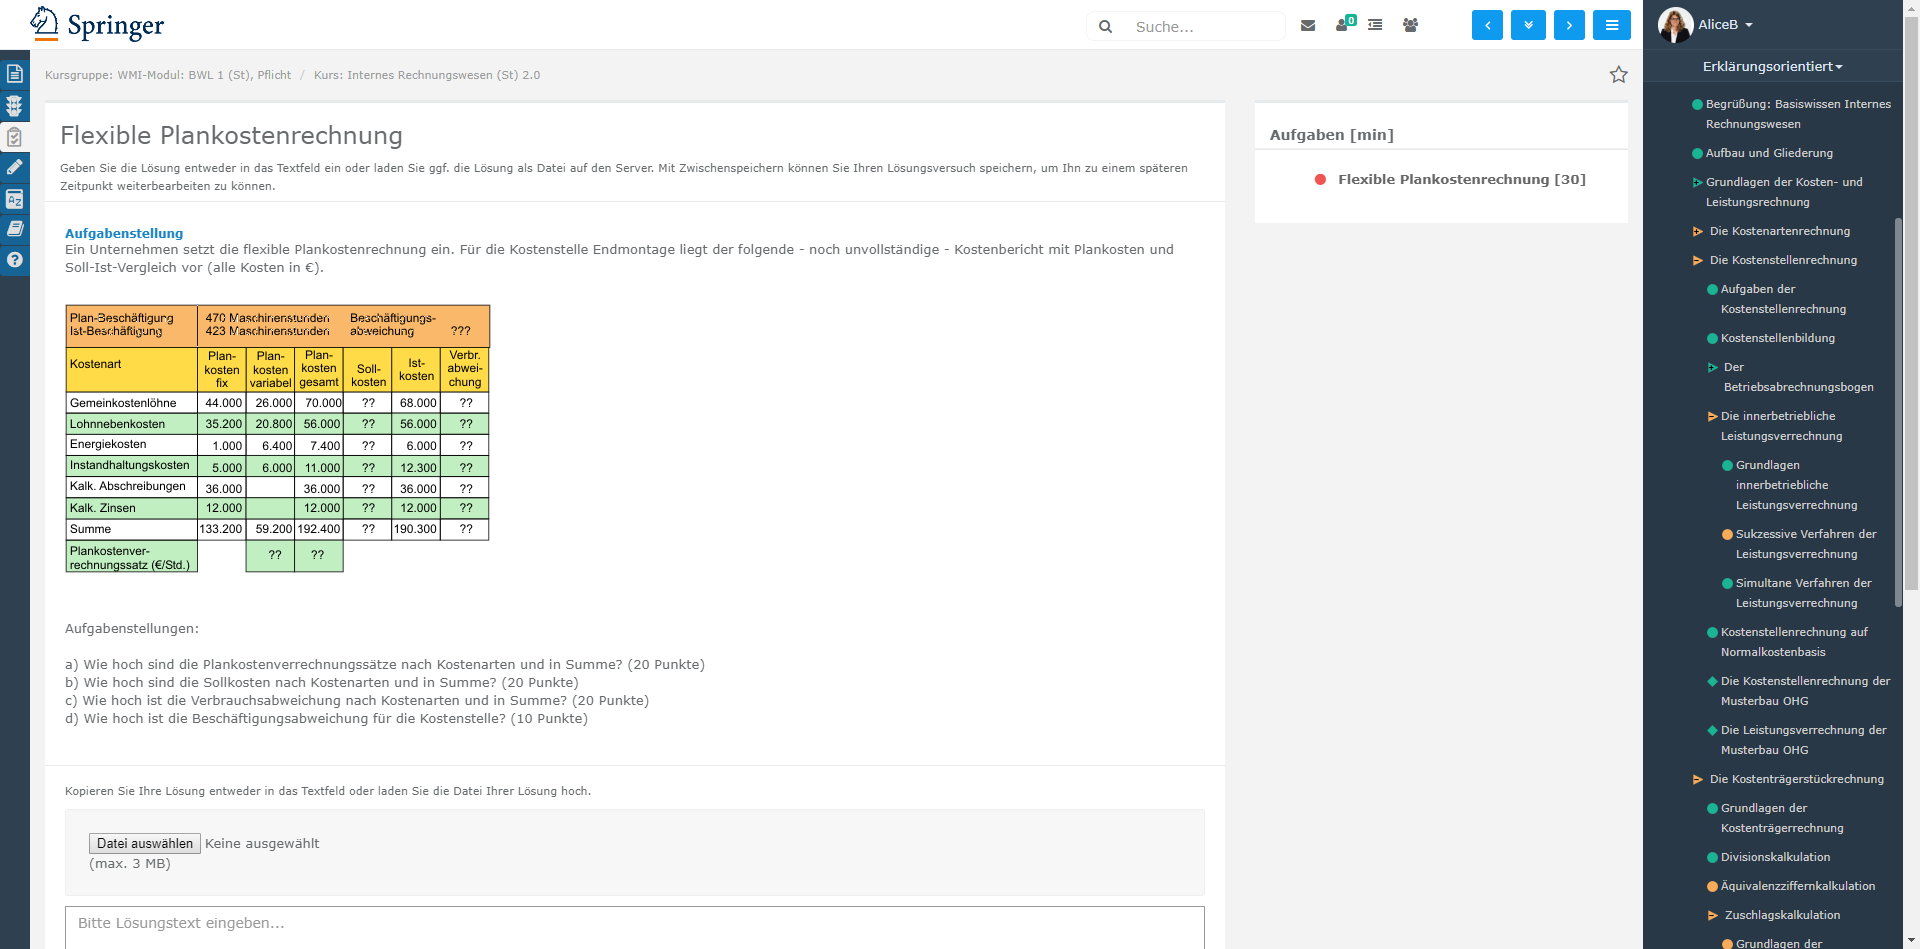 Springer
Suche...
0
AliceB
Erklärungsorientiert
Kursgruppe: WMI-Modul: BWL 1 (St), Pflicht / Kurs: Internes Rechnungswesen (St) 2.0
Flexible Plankostenrechnung
Geben Sie die Lösung entweder in das Textfeld ein oder laden Sie ggf. die Lösung als Datei auf den Server. Mit Zwischenspeichern können Sie Ihren Lösungsversuch speichern, um Ihn zu einem späteren
Zeitpunkt weiterbearbeiten zu können.
Aufgabenstellung
Ein Unternehmen setzt die flexible Plankostenrechnung ein. Für die Kostenstelle Endmontage liegt der folgende - noch unvollständige - Kostenbericht mit Plankosten und
Soll-Ist-Vergleich vor (alle Kosten in €).
Plan-Beschäftigung 470 Maschinenstunden Beschäftigungs-
Ist-Beschäftigung 423 Maschinenstunden abweichung ???
Kostenart Plan-kosten fix Plan-kosten variabel Plan-kosten gesamt Soll-kosten Ist-kosten Verbr. abwei-chung
Gemeinkostenlöhne 44.000 26.000 70.000 ?? 68.000 ??
Lohnnebenkosten 35.200 20.800 56.000 ?? 56.000 ??
Energiekosten 1.000 6.400 7.400 ?? 6.000 ??
Instandhaltungskosten 5.000 6.000 11.000 ?? 12.300 ??
Kalk. Abschreibungen 36.000 36.000 ?? 36.000 ??
Kalk. Zinsen 12.000 12.000 ?? 12.000 ??
Summe 133.200 59.200 192.400 ?? 190.300 ??
Plankostenver-
rechnungssatz (€/Std.) ?? ??
Aufgabenstellungen:
a) Wie hoch sind die Plankostenverrechnungssätze nach Kostenarten und in Summe? (20 Punkte)
b) Wie hoch sind die Sollkosten nach Kostenarten und in Summe? (20 Punkte)
c) Wie hoch ist die Verbrauchsabweichung nach Kostenarten und in Summe? (20 Punkte)
d) Wie hoch ist die Beschäftigungsabweichung für die Kostenstelle? (10 Punkte)
Kopieren Sie Ihre Lösung entweder in das Textfeld oder laden Sie die Datei Ihrer Lösung hoch.
Datei auswählen Keine ausgewählt
(max. 3 MB)
Bitte Lösungstext eingeben...
Aufgaben [min]
Flexible Plankostenrechnung [30]
Begrüßung: Basiswissen Internes
Rechnungswesen
Aufbau und Gliederung
Grundlagen der Kosten- und
Leistungsrechnung
Die Kostenartenrechnung
Die Kostenstellenrechnung
Aufgaben der
Kostenstellenrechnung
Kostenstellenbildung
Der
Betriebsabrechnungsbogen
Die innerbetriebliche
Leistungsverrechnung
Grundlagen
innerbetriebliche
Leistungsverrechnung
Sukzessive Verfahren der
Leistungsverrechnung
Simultane Verfahren der
Leistungsverrechnung
Kostenstellenrechnung auf
Normalkostenbasis
Die Kostenstellenrechnung der
Musterbau OHG
Die Leistungsverrechnung der
Musterbau OHG
Die Kostenträgerstückrechnung
Grundlagen der
Kostenträgerrechnung
Divisionskalkulation
Äquivalenzziffernkalkulation
Zuschlagskalkulation
Grundlagen der